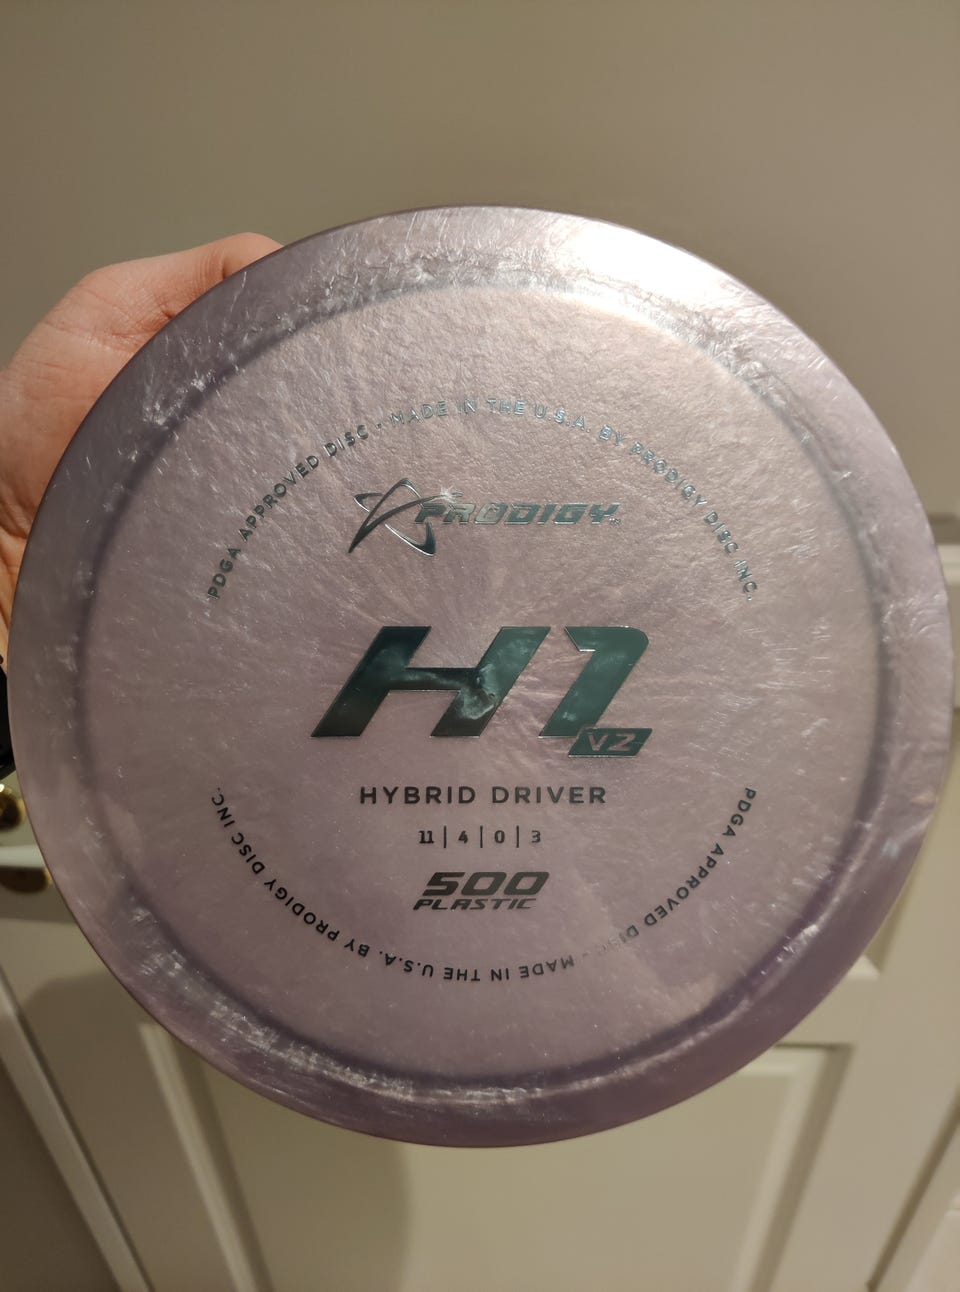 PDGA APPROVED DISC · MADE IN THE U.S.A. BY PRODIGY DISC INC.
PRODIGY™
H1
V2
HYBRID DRIVER
11 | 4 | 0 | 3
500
PLASTIC
PDGA APPROVED DISC · MADE IN THE U.S.A. BY PRODIGY DISC INC.